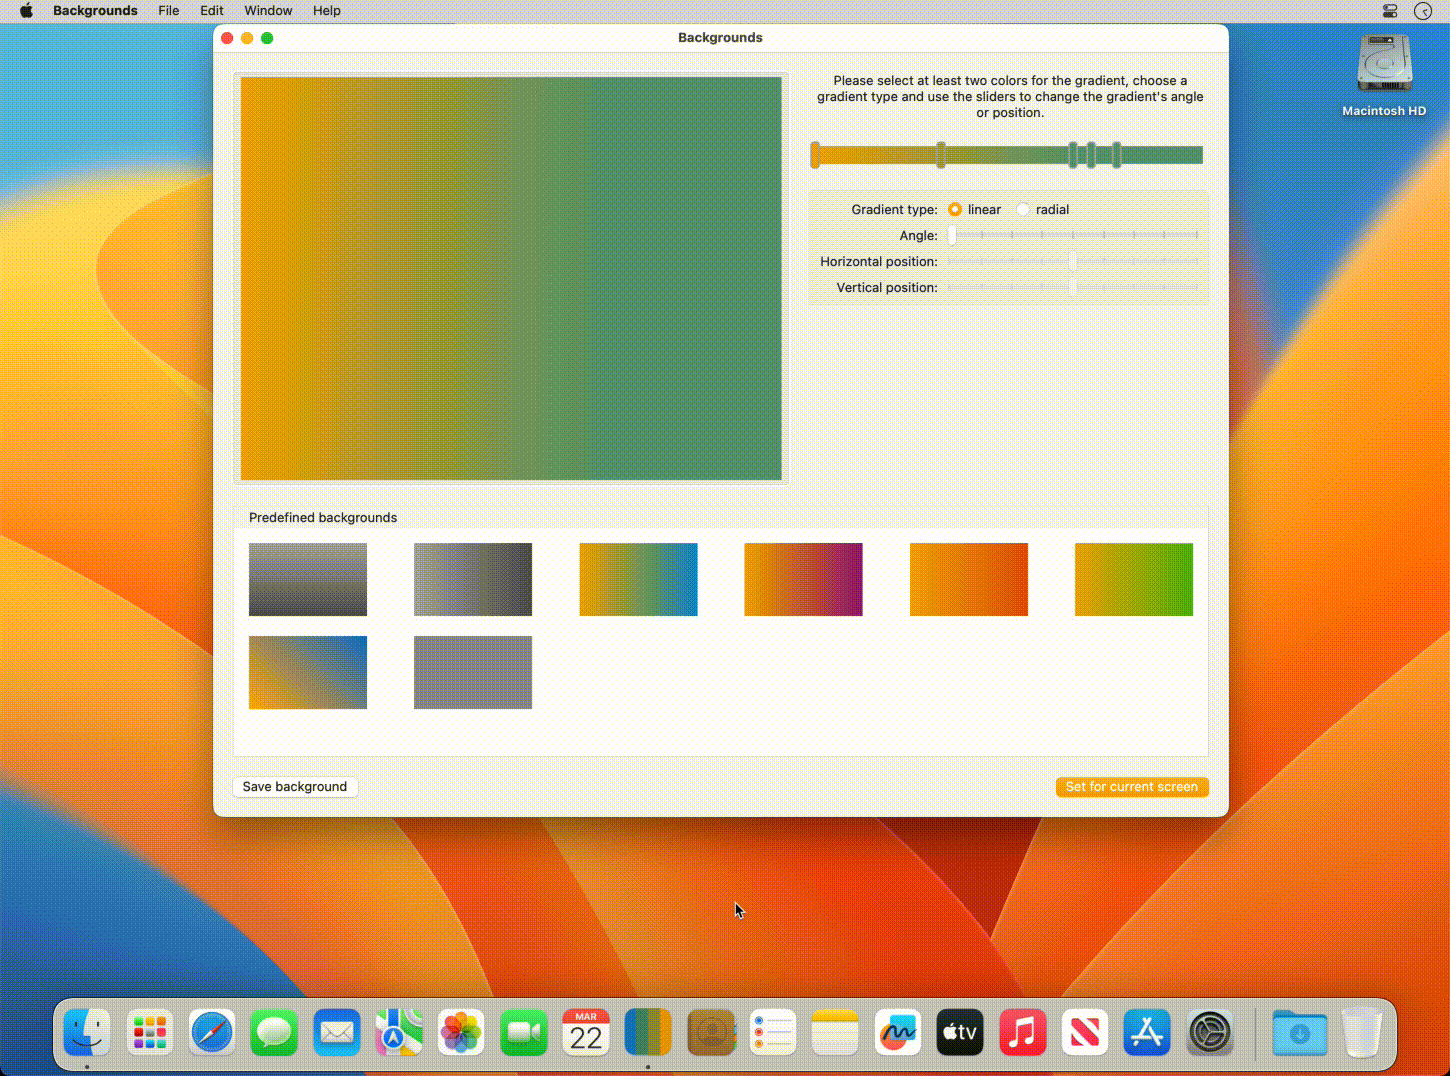 Backgrounds File Edit Window Help
Backgrounds
Macintosh HD
Please select at least two colors for the gradient, choose a
gradient type and use the sliders to change the gradient's angle
or position.
Gradient type: linear radial
Angle:
Horizontal position:
Vertical position:
Predefined backgrounds
Save background
Set for current screen
MAR
22
tv